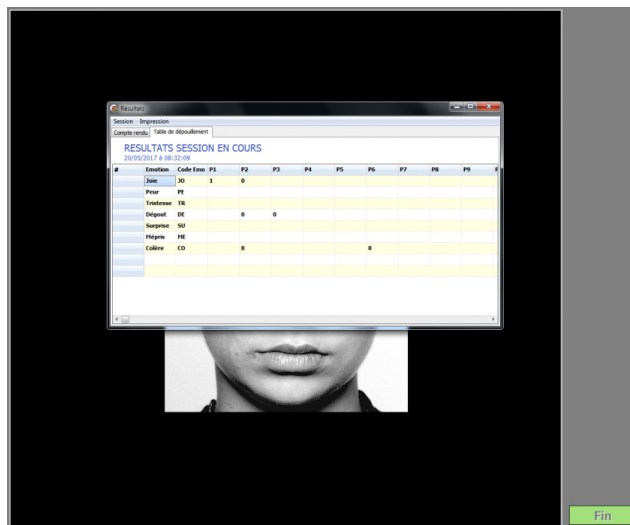 Résultats
Session Impression
Compte rendu Table de dépouillement
RESULTATS SESSION EN COURS
20/05/2017 à 08:32:09
# Emotion Code Emo P1 P2 P3 P4 P5 P6 P7 P8 P9
Joie JO 1 0
Peur PE
Tristesse TR
Dégout DE 0 0
Surprise SU
Mépris ME
Colère CO 0 0
Fin